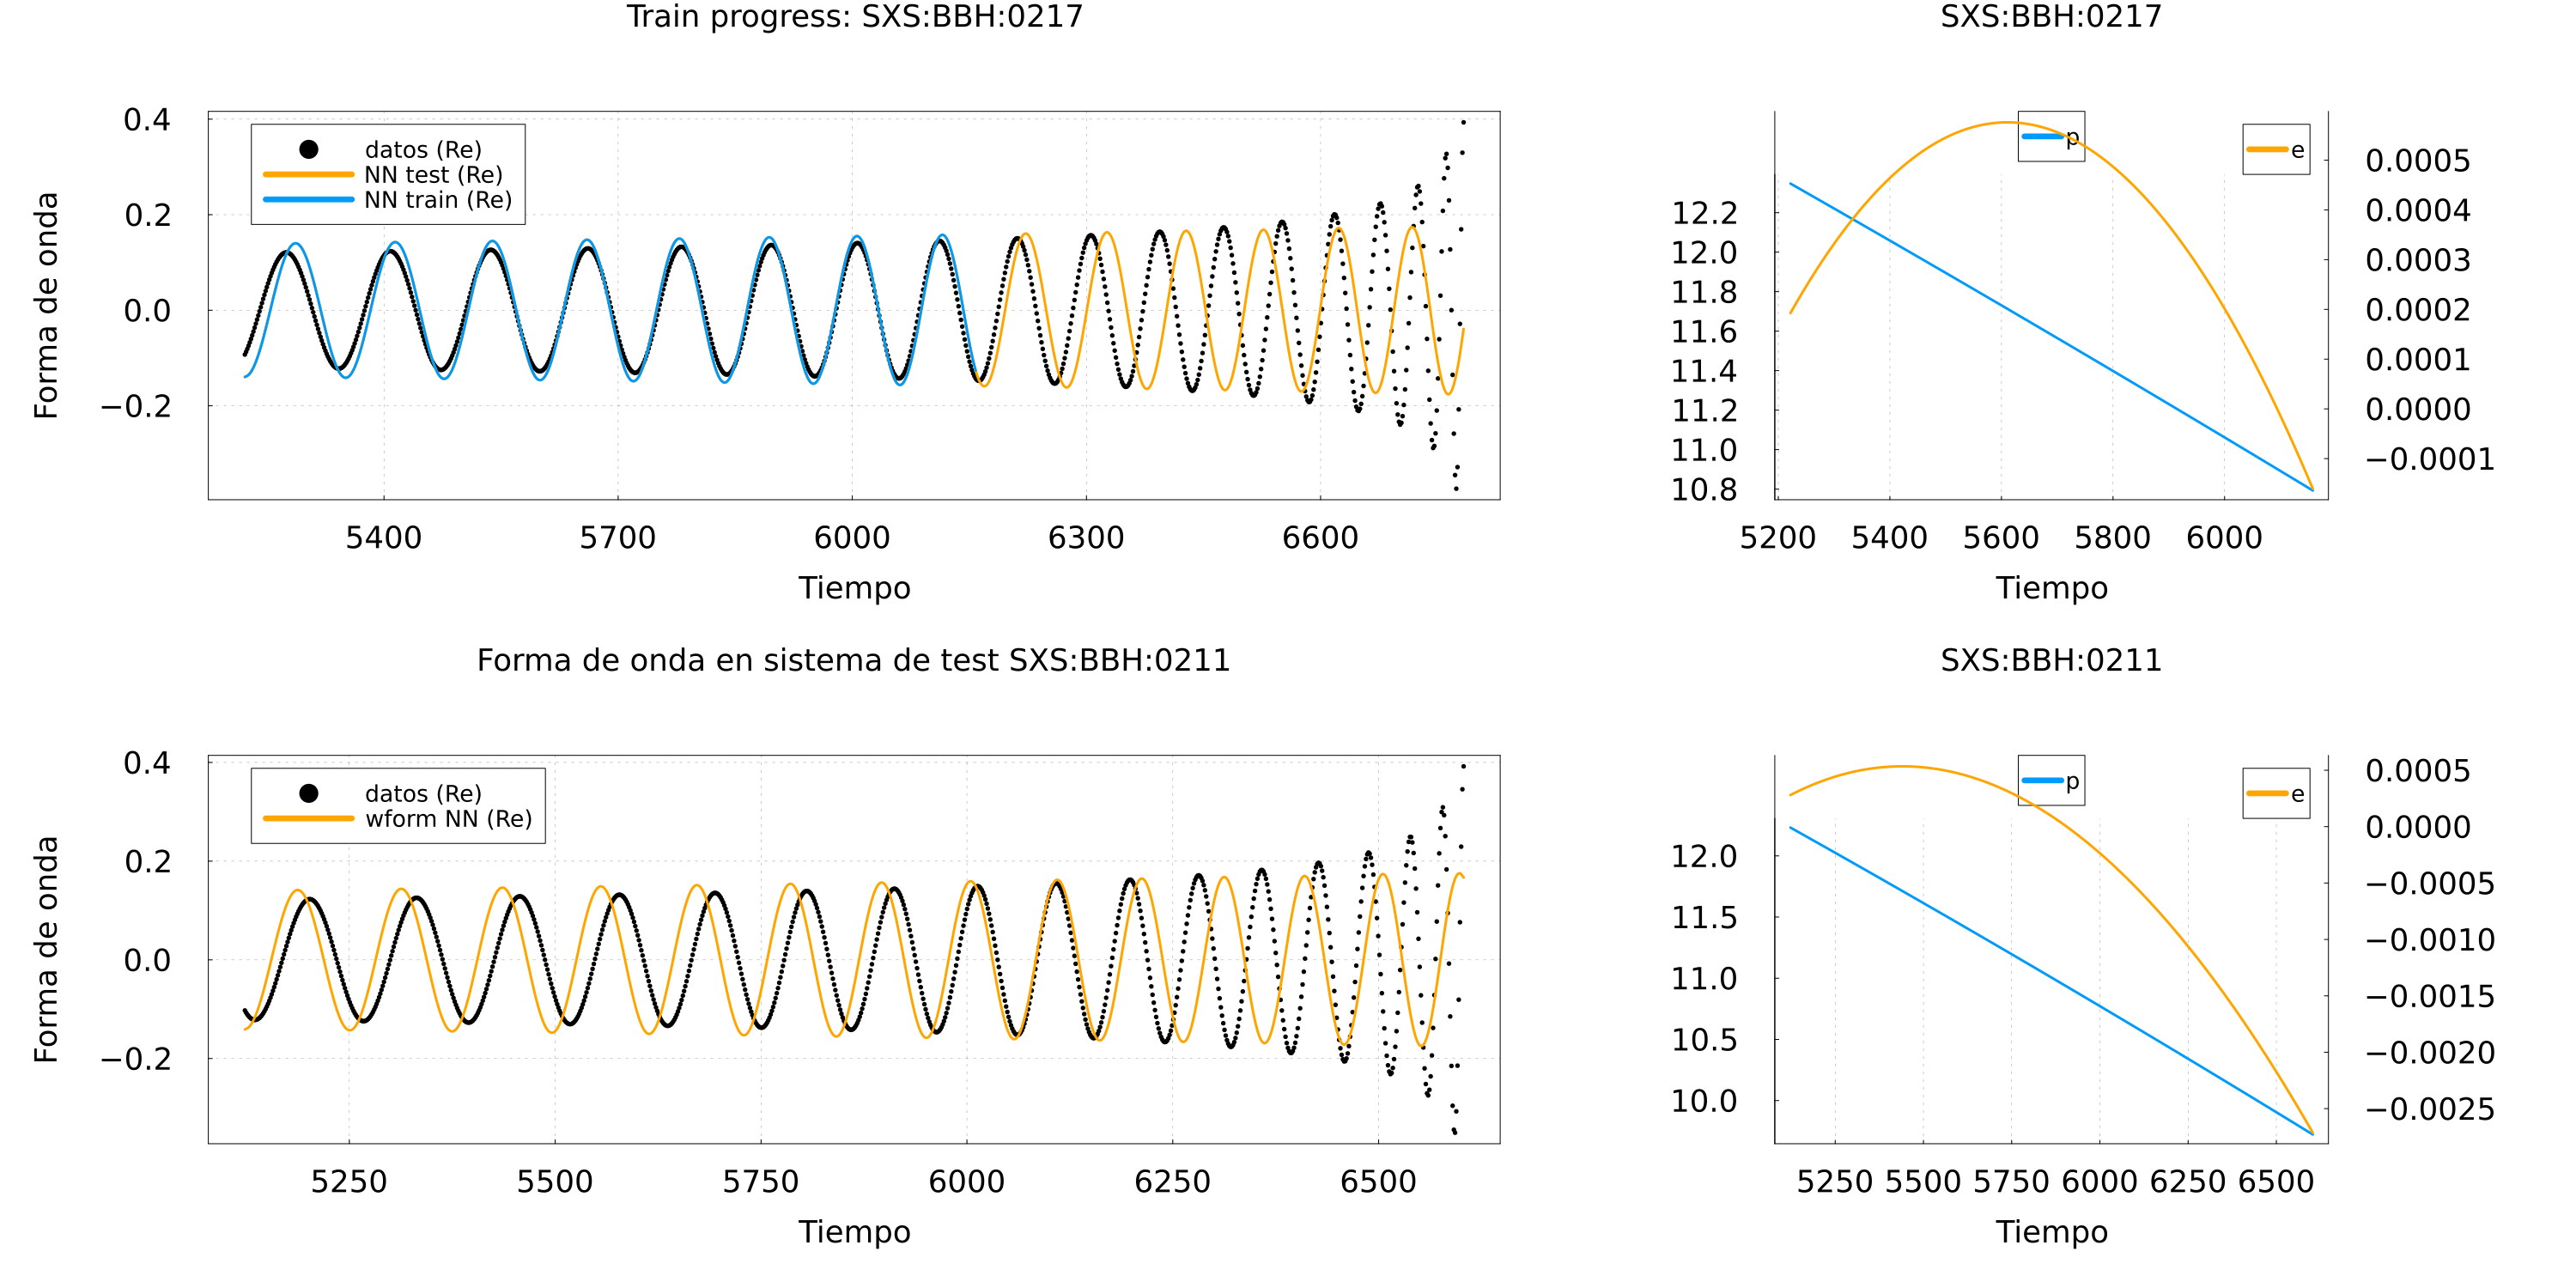 Train progress: SXS:BBH:0217
Forma de onda
0.4
0.2
0.0
−0.2
datos (Re)
NN test (Re)
NN train (Re)
5400 5700 6000 6300 6600
Tiempo
SXS:BBH:0217
12.2
12.0
11.8
11.6
11.4
11.2
11.0
10.8
p
e
0.0005
0.0004
0.0003
0.0002
0.0001
0.0000
−0.0001
5200 5400 5600 5800 6000
Tiempo
Forma de onda en sistema de test SXS:BBH:0211
Forma de onda
0.4
0.2
0.0
−0.2
datos (Re)
wform NN (Re)
5250 5500 5750 6000 6250 6500
Tiempo
SXS:BBH:0211
12.0
11.5
11.0
10.5
10.0
p
e
0.0005
0.0000
−0.0005
−0.0010
−0.0015
−0.0020
−0.0025
5250 5500 5750 6000 6250 6500
Tiempo